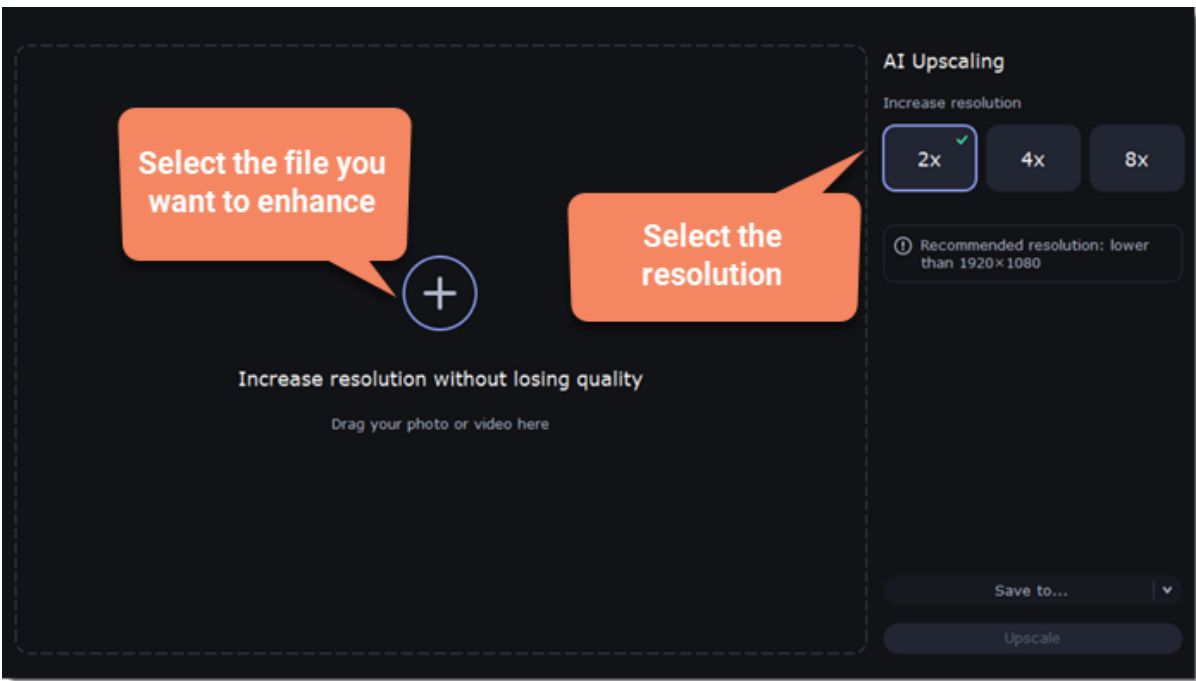 Select the file you
want to enhance
Increase resolution without losing quality
Drag your photo or video here
Select the
resolution
AI Upscaling
Increase resolution
2x
4x
8x
Recommended resolution: lower
than 1920×1080
Save to...
Upscale